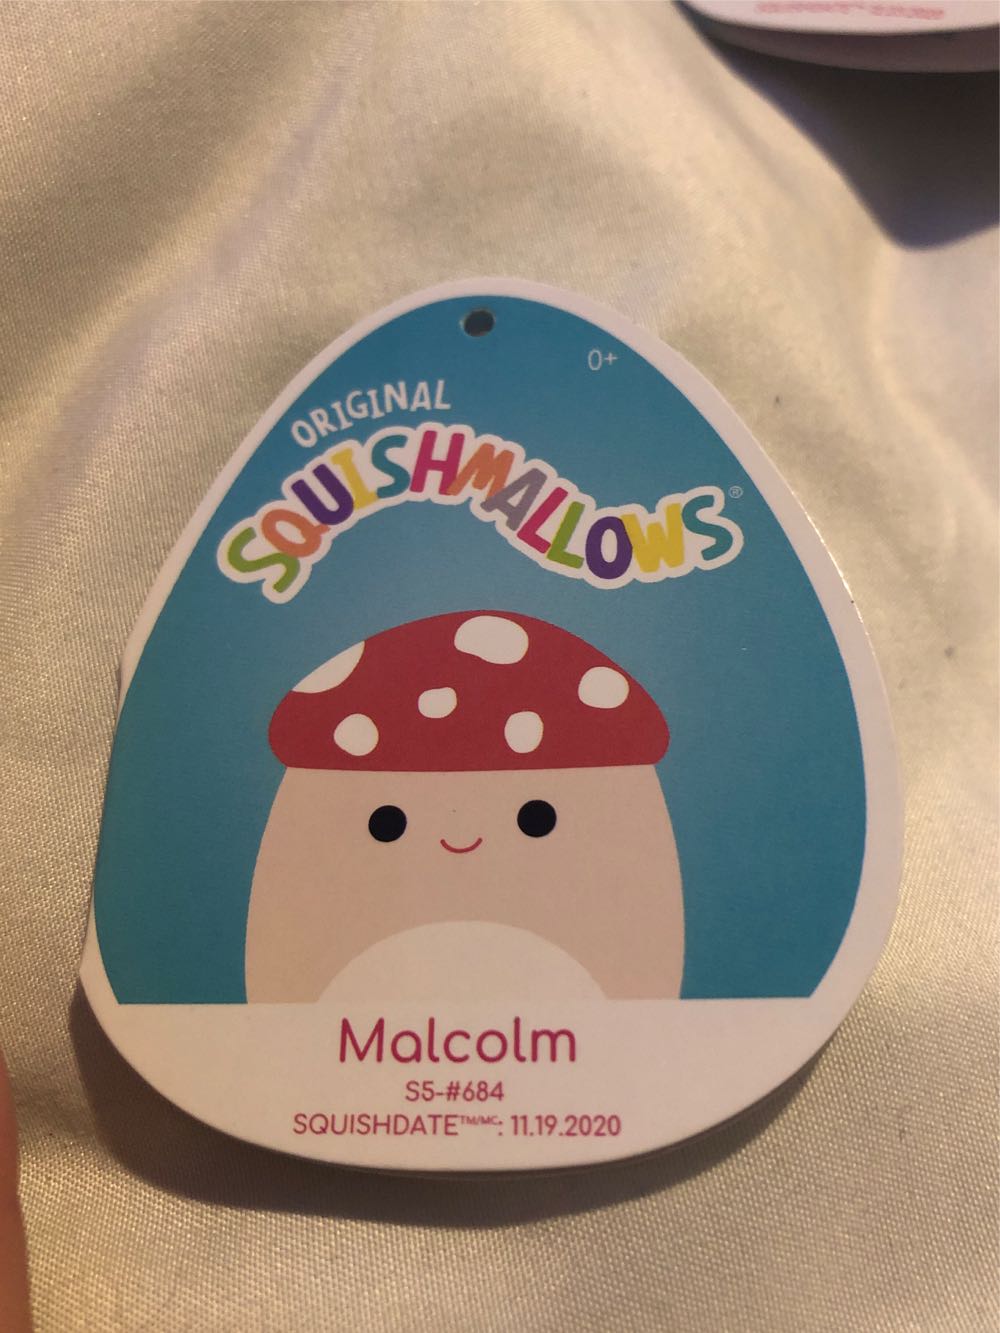 0+
ORIGINAL
SQUISHMALLOWS®
Malcolm
S5-#684
SQUISHDATE™/MC: 11.19.2020